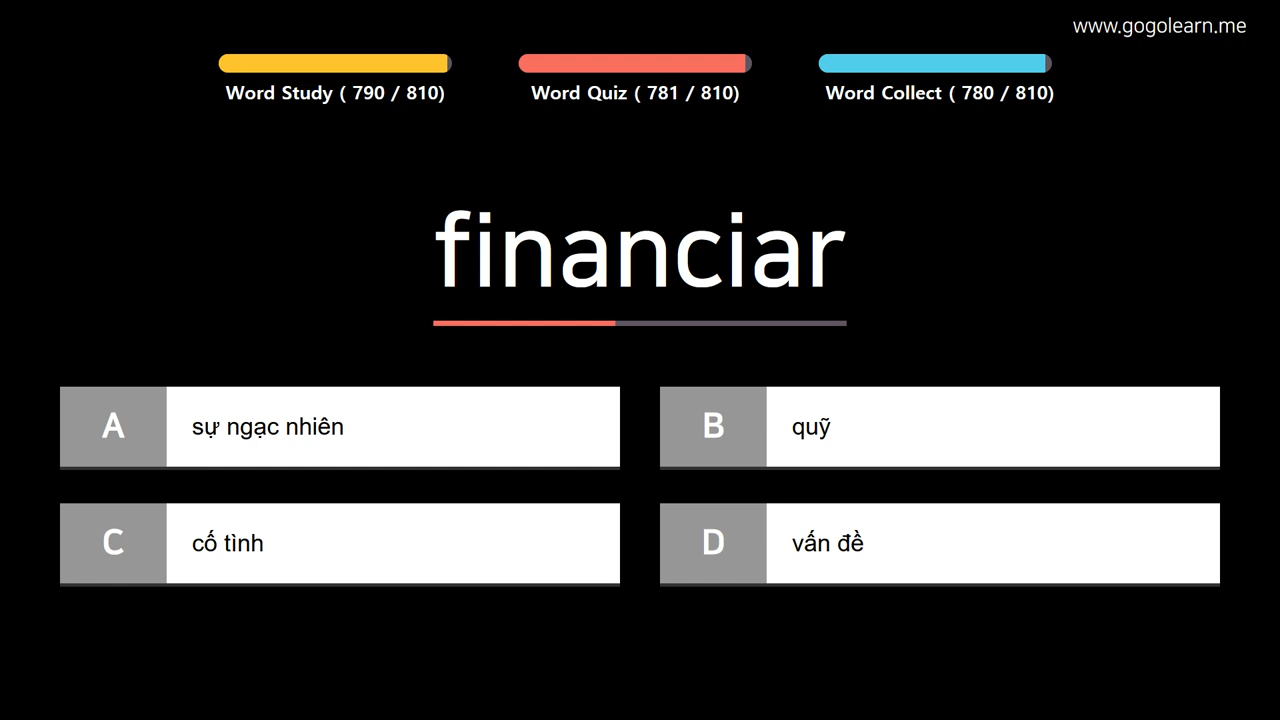 www.gogolearn.me
Word Study ( 790 / 810)
Word Quiz ( 781 / 810)
Word Collect ( 780 / 810)
financiar
A sự ngạc nhiên
B quỹ
C cố tình
D vấn đề